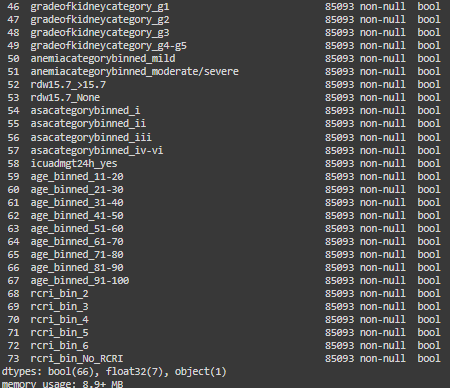 46 gradeofkidneycategory_g1 85093 non-null bool
47 gradeofkidneycategory_g2 85093 non-null bool
48 gradeofkidneycategory_g3 85093 non-null bool
49 gradeofkidneycategory_g4-g5 85093 non-null bool
50 anemiacategorybinned_mild 85093 non-null bool
51 anemiacategorybinned_moderate/severe 85093 non-null bool
52 rdw15.7_>15.7 85093 non-null bool
53 rdw15.7_None 85093 non-null bool
54 asacategorybinned_i 85093 non-null bool
55 asacategorybinned_ii 85093 non-null bool
56 asacategorybinned_iii 85093 non-null bool
57 asacategorybinned_iv-vi 85093 non-null bool
58 icuadmgt24h_yes 85093 non-null bool
59 age_binned_11-20 85093 non-null bool
60 age_binned_21-30 85093 non-null bool
61 age_binned_31-40 85093 non-null bool
62 age_binned_41-50 85093 non-null bool
63 age_binned_51-60 85093 non-null bool
64 age_binned_61-70 85093 non-null bool
65 age_binned_71-80 85093 non-null bool
66 age_binned_81-90 85093 non-null bool
67 age_binned_91-100 85093 non-null bool
68 rcri_bin_2 85093 non-null bool
69 rcri_bin_3 85093 non-null bool
70 rcri_bin_4 85093 non-null bool
71 rcri_bin_5 85093 non-null bool
72 rcri_bin_6 85093 non-null bool
73 rcri_bin_No_RCRI 85093 non-null bool
dtypes: bool(66), float32(7), object(1)
memory usage: 8.9+ MB